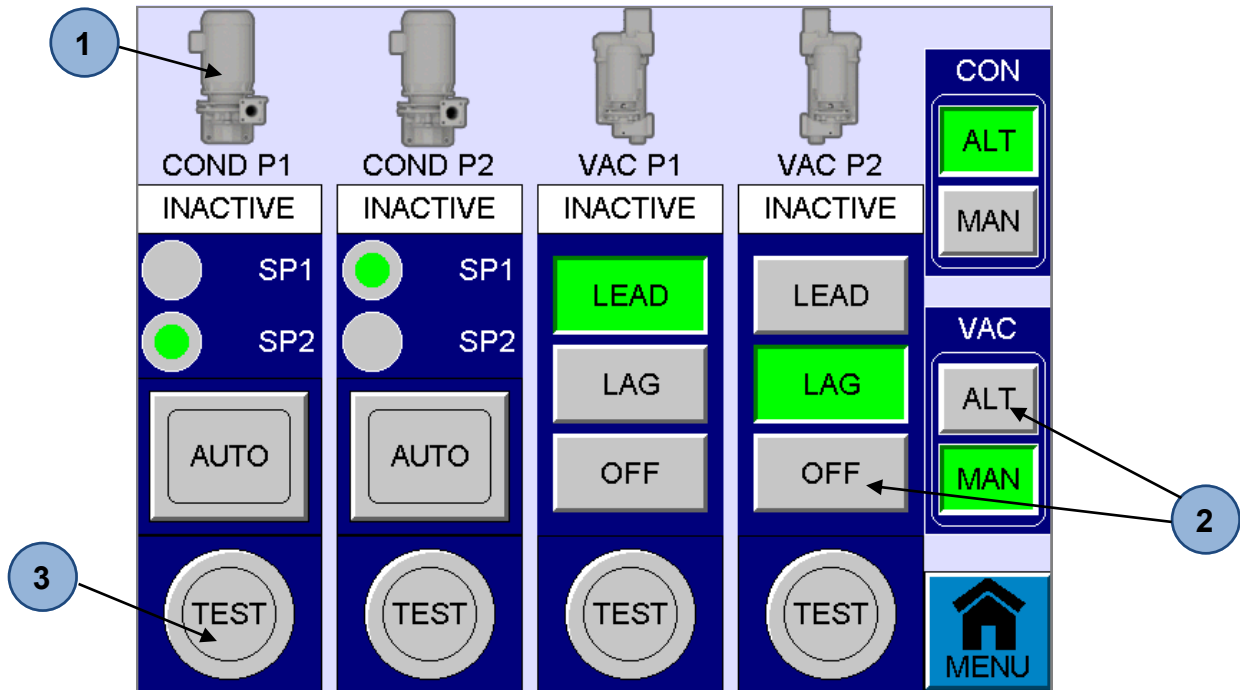 1
COND P1
COND P2
VAC P1
VAC P2
CON
INACTIVE
INACTIVE
INACTIVE
INACTIVE
ALT
MAN
SP1
SP2
SP1
SP2
LEAD
LAG
OFF
LEAD
LAG
OFF
VAC
ALT
MAN
AUTO
AUTO
2
3
TEST
TEST
TEST
TEST
MENU